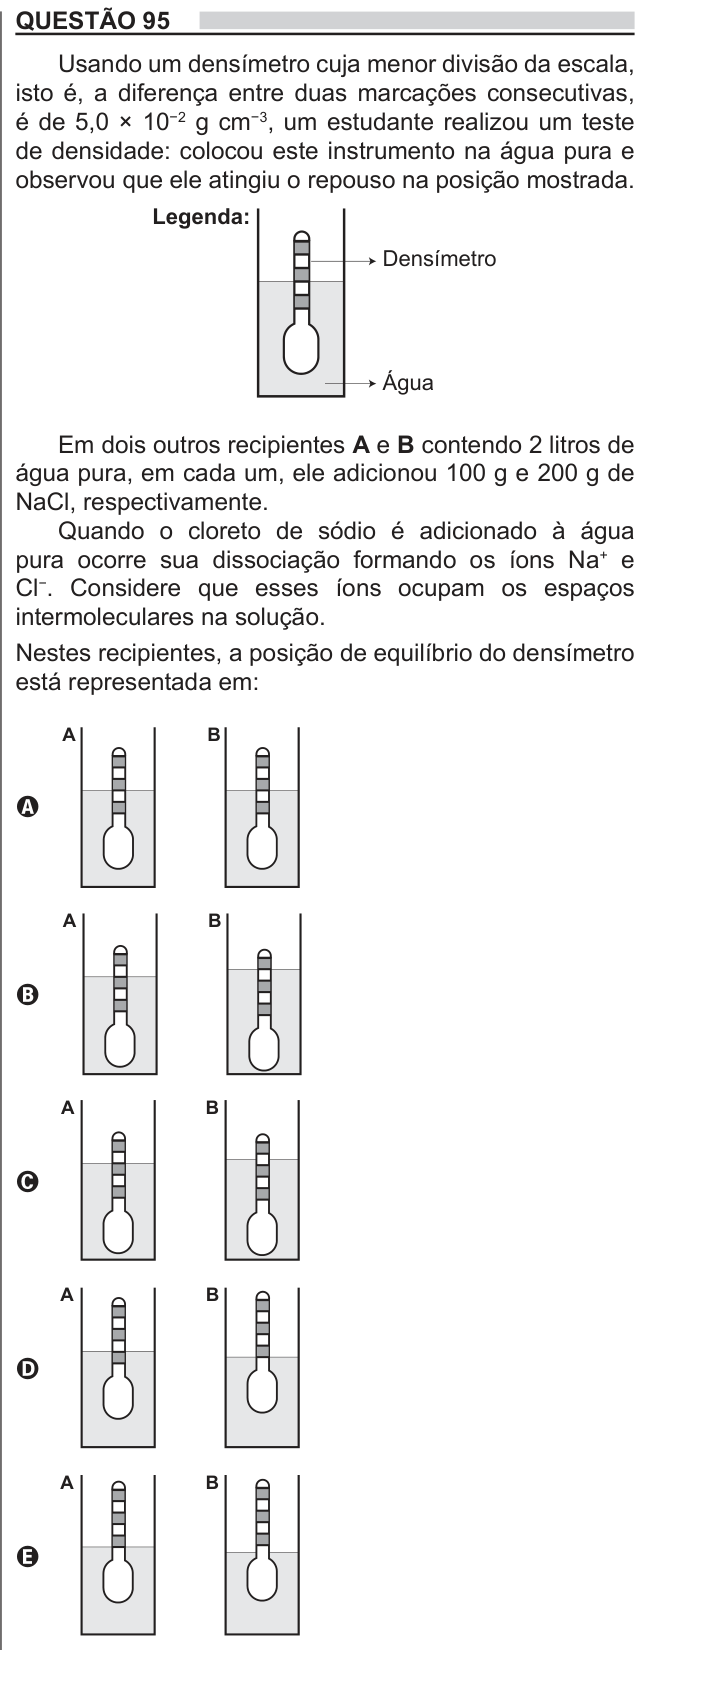 QUESTÃO 95
Usando um densímetro cuja menor divisão da escala,
isto é, a diferença entre duas marcações consecutivas,
é de 5,0 × 10⁻² g cm⁻³, um estudante realizou um teste
de densidade: colocou este instrumento na água pura e
observou que ele atingiu o repouso na posição mostrada.
Legenda:
Densímetro
Água
Em dois outros recipientes A e B contendo 2 litros de
água pura, em cada um, ele adicionou 100 g e 200 g de
NaCl, respectivamente.
Quando o cloreto de sódio é adicionado à água
pura ocorre sua dissociação formando os íons Na⁺ e
Cl⁻. Considere que esses íons ocupam os espaços
intermoleculares na solução.
Nestes recipientes, a posição de equilíbrio do densímetro
está representada em:
A B
A
A B
B
A B
C
A B
D
A B
E